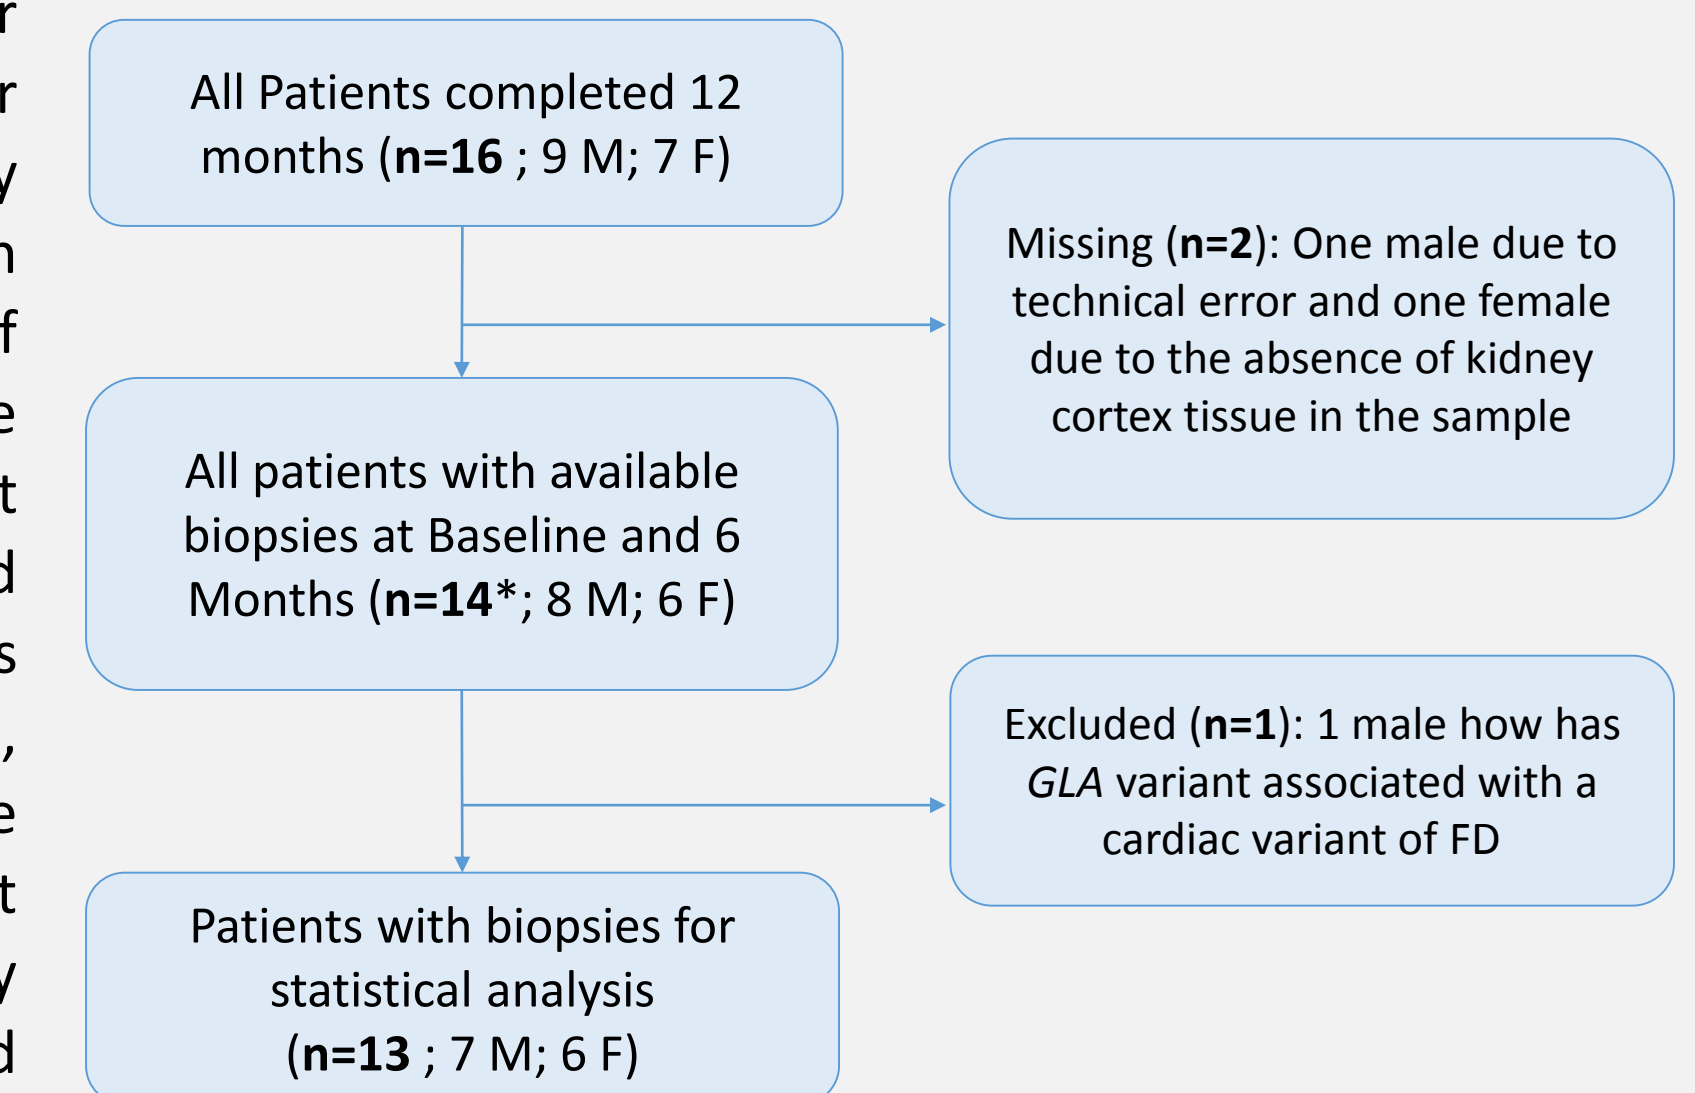 All Patients completed 12
months (n=16 ; 9 M; 7 F)
Missing (n=2): One male due to
technical error and one female
due to the absence of kidney
cortex tissue in the sample
All patients with available
biopsies at Baseline and 6
Months (n=14*; 8 M; 6 F)
Excluded (n=1): 1 male how has
GLA variant associated with a
cardiac variant of FD
Patients with biopsies for
statistical analysis
(n=13 ; 7 M; 6 F)